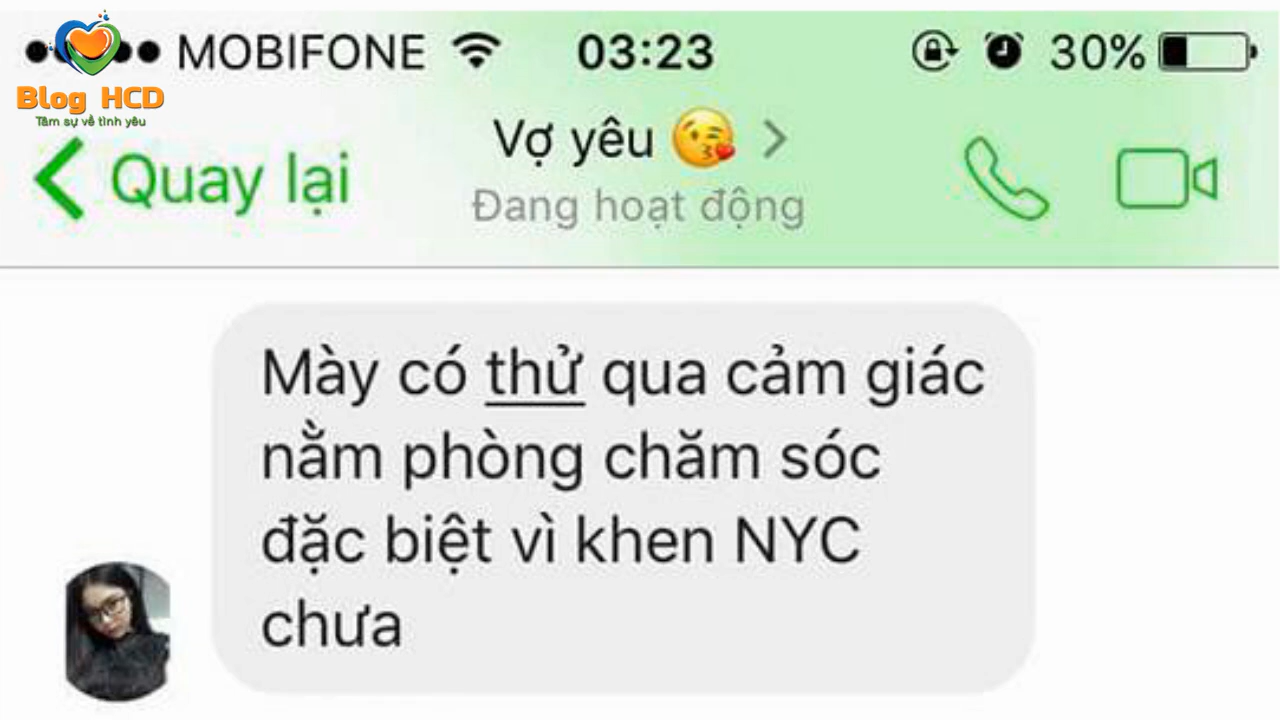 MOBIFONE 03:23 30%
Blog HCD
Tâm sự về tình yêu
Quay lại
Vợ yêu 😘
Đang hoạt động
Mày có thử qua cảm giác
nằm phòng chăm sóc
đặc biệt vì khen NYC
chưa